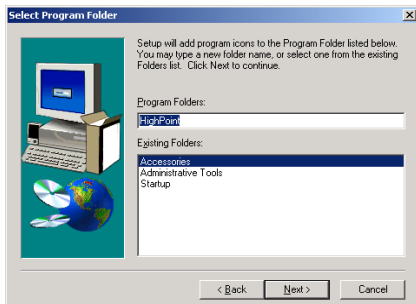 Select Program Folder
Setup will add program icons to the Program Folder listed below.
You may type a new folder name, or select one from the existing
Folders list. Click Next to continue.
Program Folders:
HighPoint
Existing Folders:
Accessories
Administrative Tools
Startup
< Back
Next >
Cancel